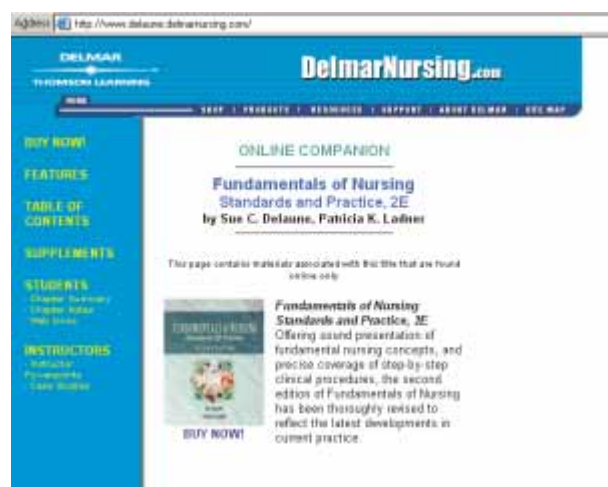 Address http://www.delaune.delmarnursing.com/
DELMAR
THOMSON LEARNING
DelmarNursing.com
HOME
SHOP | PRODUCTS | RESOURCES | SUPPORT | ABOUT DELMAR | SITE MAP
BUY NOW!
FEATURES
TABLE OF
CONTENTS
SUPPLEMENTS
STUDENTS
Chapter Summary
Chapter Notes
Web Links
INSTRUCTORS
Instructor
Case Studies
ONLINE COMPANION
Fundamentals of Nursing
Standards and Practice, 2E
by Sue C. Delaune, Patricia K. Ladner
This page contains materials associated with this title that are found
online only.
FUNDAMENTALS of NURSING
BUY NOW!
Fundamentals of Nursing
Standards and Practice, 2E
Offering sound presentation of
fundamental nursing concepts, and
precise coverage of step-by-step
clinical procedures, the second
edition of Fundamentals of Nursing
has been thoroughly revised to
reflect the latest developments in
current practice.